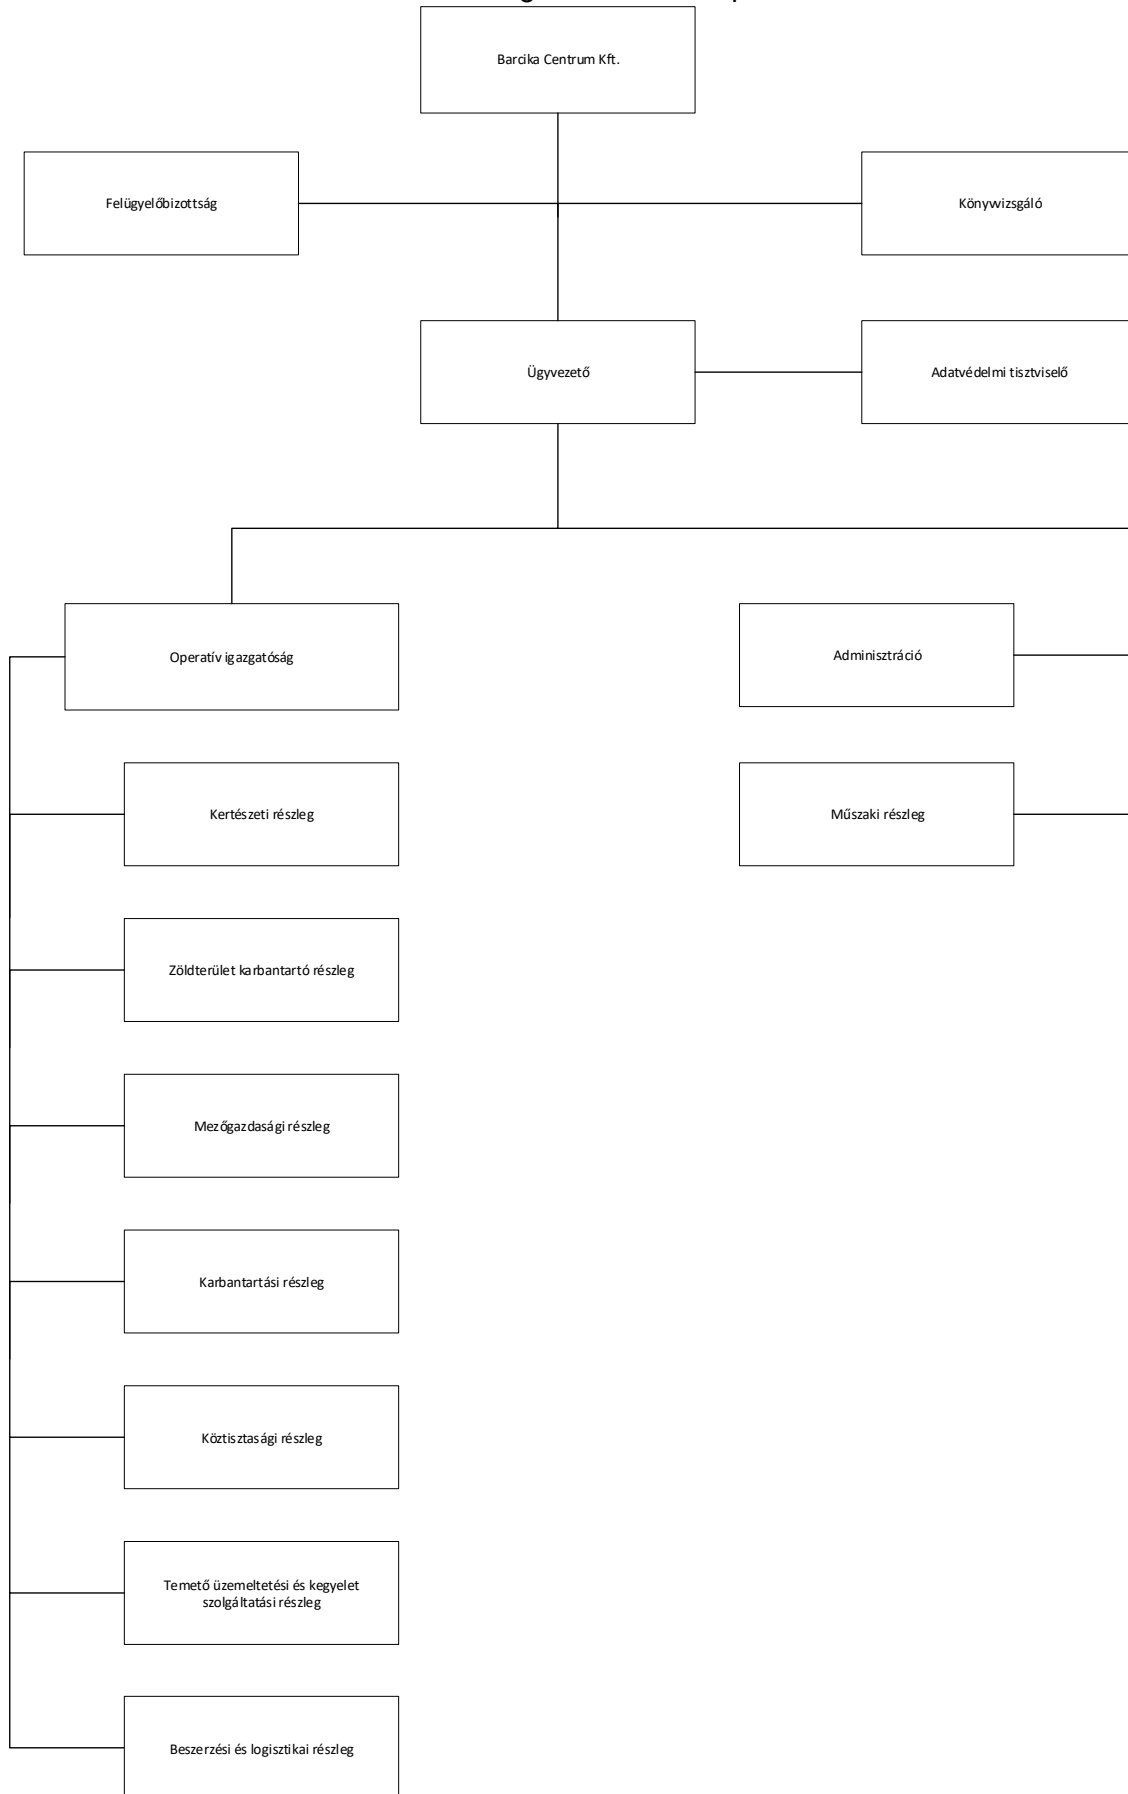 Barcika Centrum Kft.
Felügyelőbizottság
Könyvvizsgáló
Ügyvezető
Adatvédelmi tisztviselő
Operatív igazgatóság
Adminisztráció
Kertészeti részleg
Műszaki részleg
Zöldterület karbantartó részleg
Mezőgazdasági részleg
Karbantartási részleg
Köztisztasági részleg
Temető üzemeltetési és kegyelet
szolgáltatási részleg
Beszerzési és logisztikai részleg